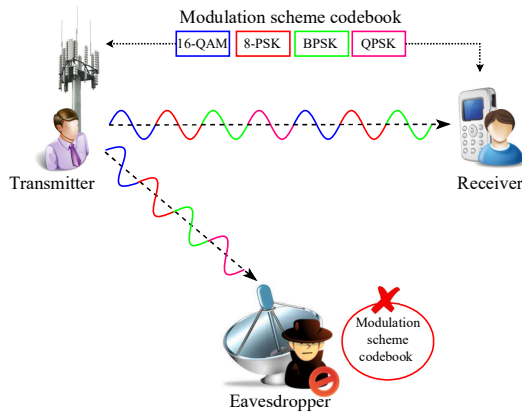 Modulation scheme codebook
16-QAM 8-PSK BPSK QPSK
Transmitter
Receiver
Modulation
scheme
codebook
Eavesdropper